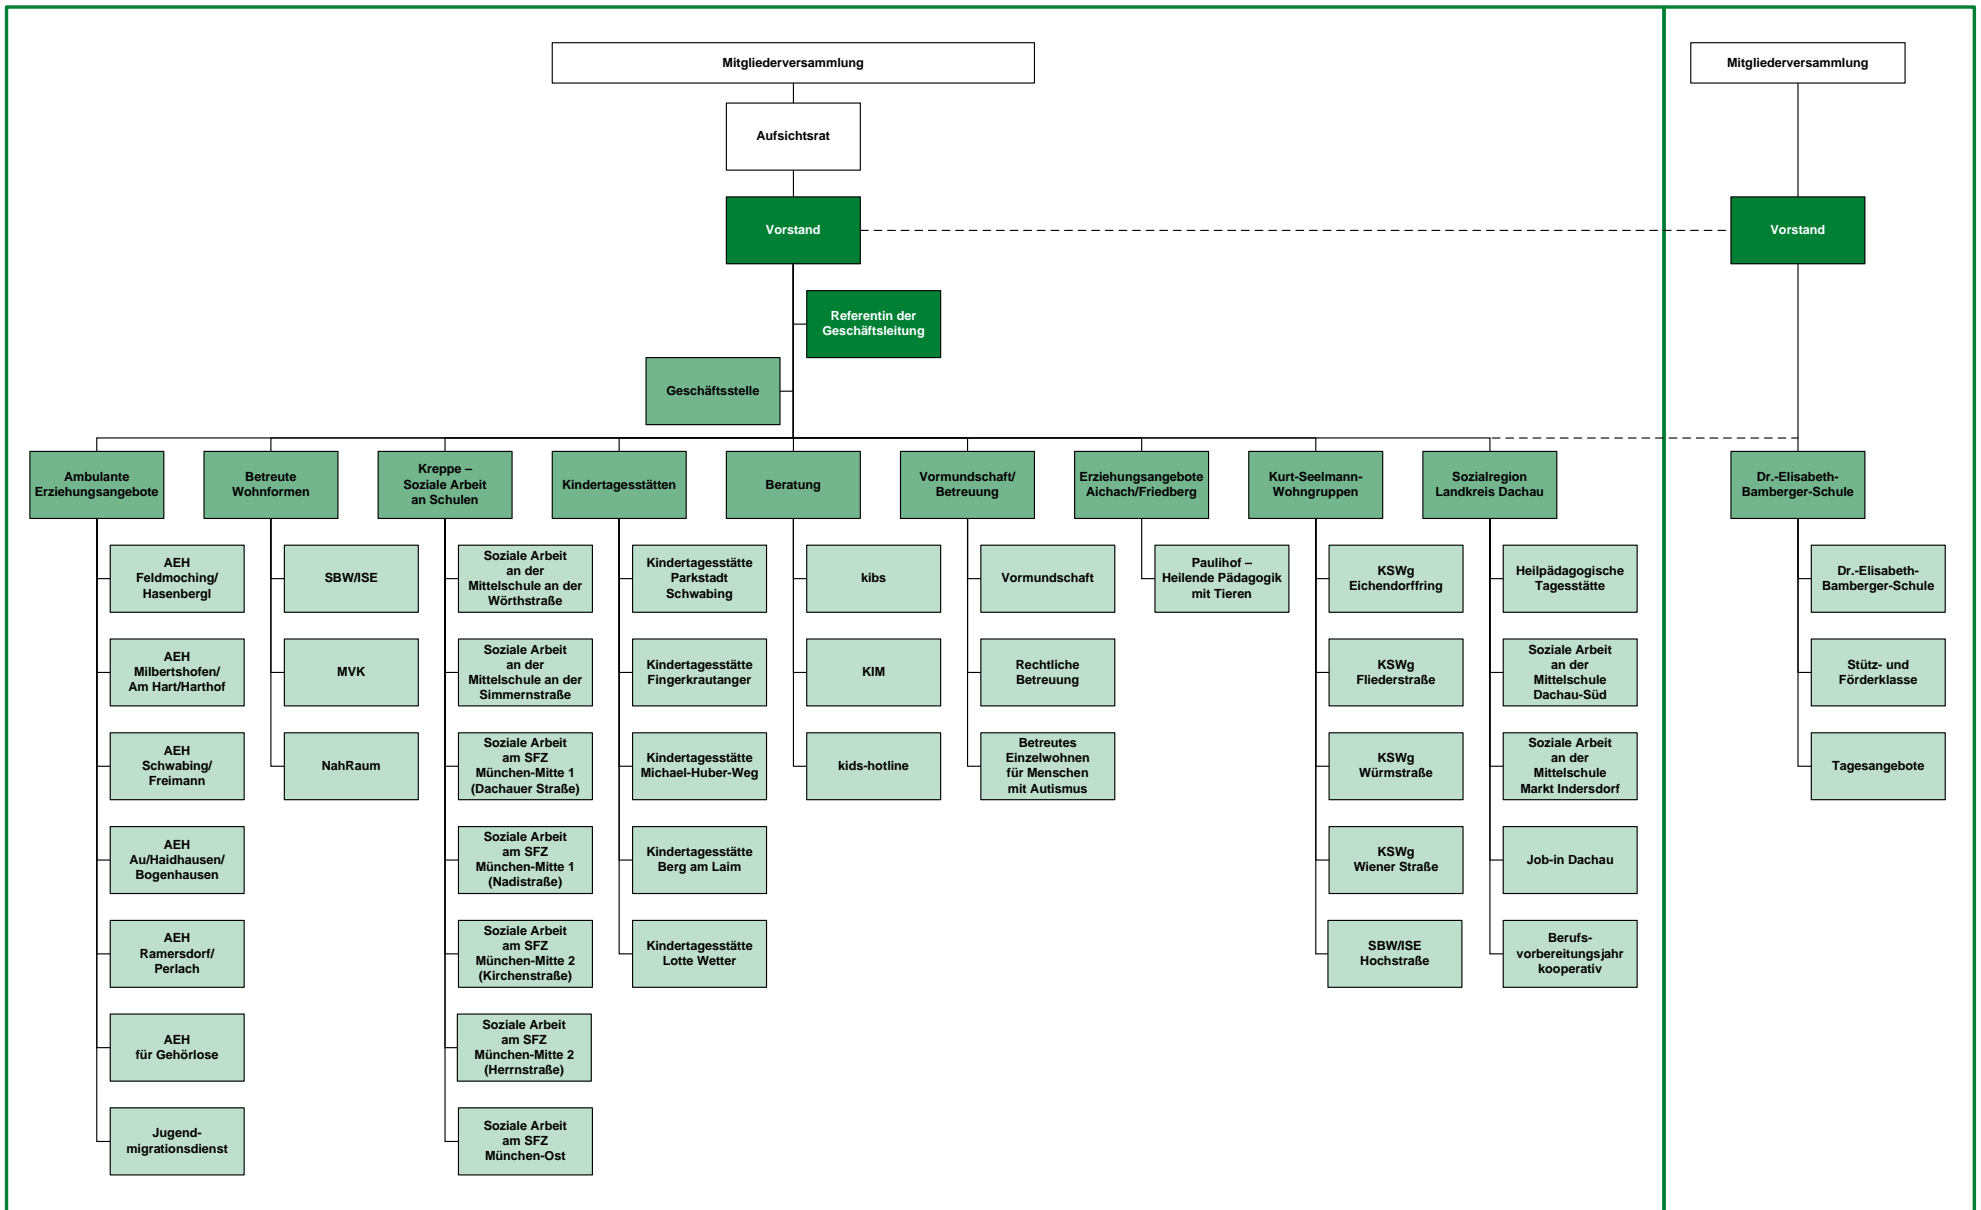 Mitgliederversammlung
Mitgliederversammlung
Aufsichtsrat
Vorstand
Vorstand
Referentin der
Geschäftsleitung
Geschäftsstelle
Ambulante
Erziehungsangebote
Betreute
Wohnformen
Kreppe –
Soziale Arbeit
an Schulen
Kindertagesstätten
Beratung
Vormundschaft/
Betreuung
Erziehungsangebote
Aichach/Friedberg
Kurt-Seelmann-
Wohngruppen
Sozialregion
Landkreis Dachau
Dr.-Elisabeth-
Bamberger-Schule
AEH
Feldmoching/
Hasenbergl
AEH
Milbertshofen/
Am Hart/Harthof
AEH
Schwabing/
Freimann
AEH
Au/Haidhausen/
Bogenhausen
AEH
Ramersdorf/
Perlach
AEH
für Gehörlose
Jugend-
migrationsdienst
SBW/ISE
MVK
NahRaum
Soziale Arbeit
an der
Mittelschule an der
Wörthstraße
Soziale Arbeit
an der
Mittelschule an der
Simmernstraße
Soziale Arbeit
am SFZ
München-Mitte 1
(Dachauer Straße)
Soziale Arbeit
am SFZ
München-Mitte 1
(Nadistraße)
Soziale Arbeit
am SFZ
München-Mitte 2
(Kirchenstraße)
Soziale Arbeit
am SFZ
München-Mitte 2
(Herrnstraße)
Soziale Arbeit
am SFZ
München-Ost
Kindertagesstätte
Parkstadt
Schwabing
Kindertagesstätte
Fingerkrautanger
Kindertagesstätte
Michael-Huber-Weg
Kindertagesstätte
Berg am Laim
Kindertagesstätte
Lotte Wetter
kibs
KIM
kids-hotline
Vormundschaft
Rechtliche
Betreuung
Betreutes
Einzelwohnen
für Menschen
mit Autismus
Paulihof –
Heilende Pädagogik
mit Tieren
KSWg
Eichendorffring
KSWg
Fliederstraße
KSWg
Würmstraße
KSWg
Wiener Straße
SBW/ISE
Hochstraße
Heilpädagogische
Tagesstätte
Soziale Arbeit
an der
Mittelschule
Dachau-Süd
Soziale Arbeit
an der
Mittelschule
Markt Indersdorf
Job-in Dachau
Berufs-
vorbereitungsjahr
kooperativ
Dr.-Elisabeth-
Bamberger-Schule
Stütz- und
Förderklasse
Tagesangebote